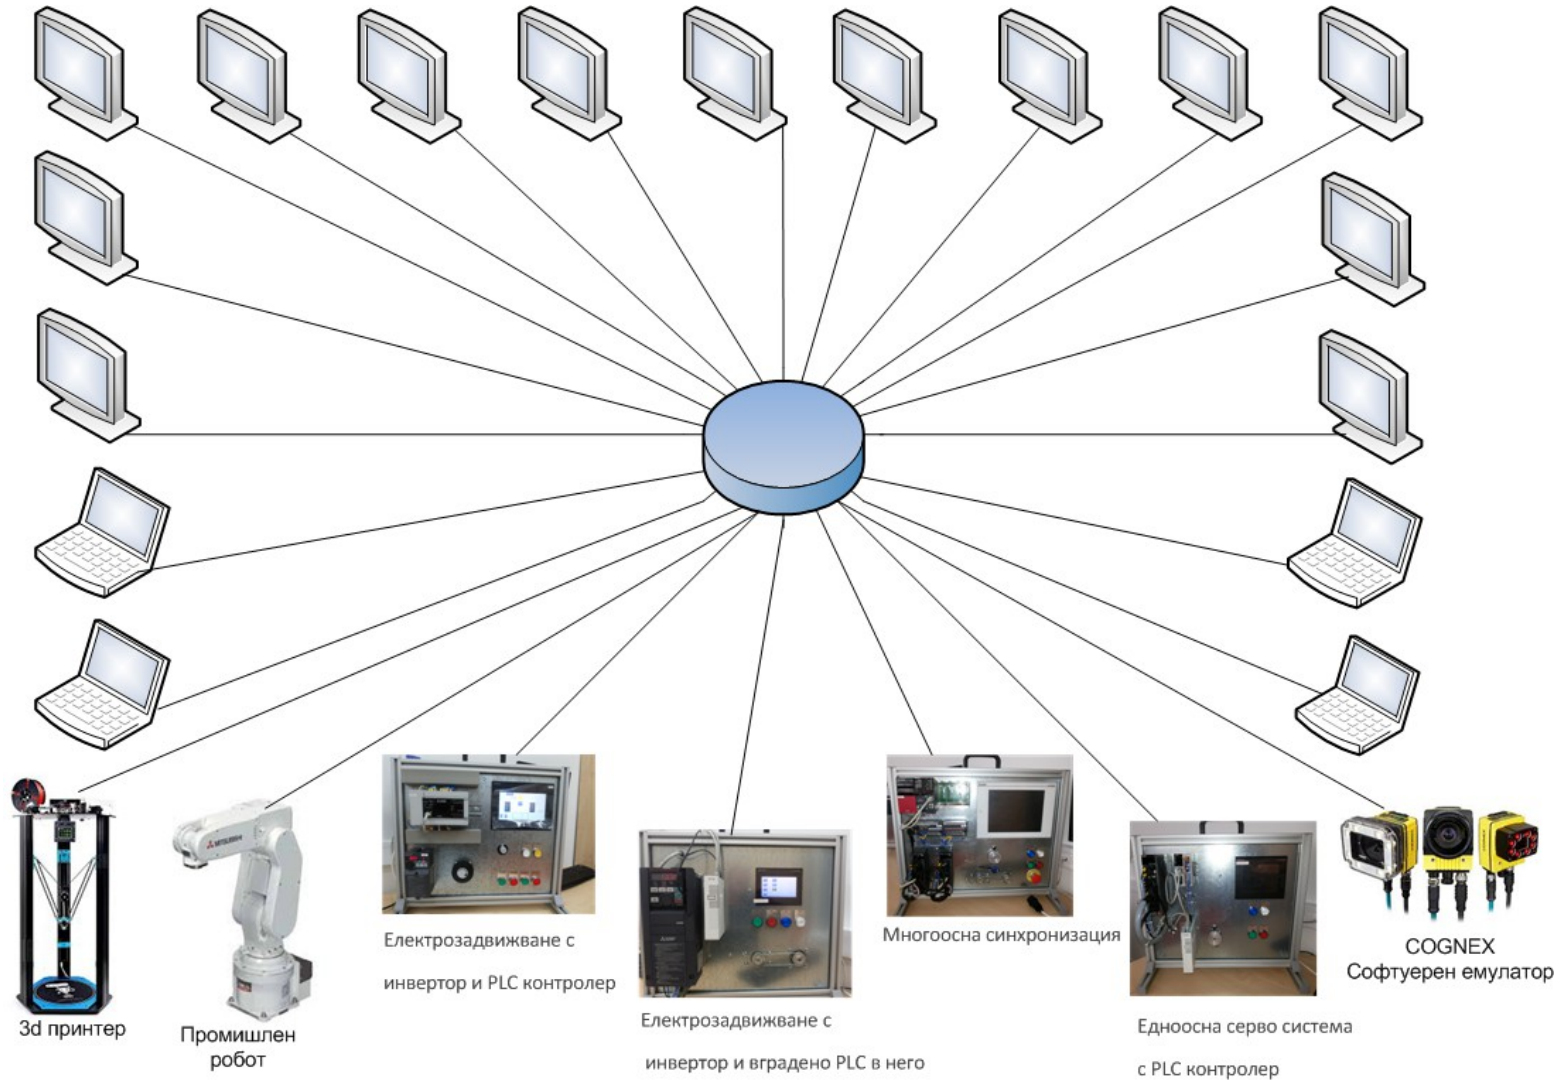 MITSUBISHI
3d принтер
Промишлен
робот
Електрозадвижване с
инвертор и PLC контролер
Електрозадвижване с
инвертор и вградено PLC в него
Многоосна синхронизация
Едноосна серво система
с PLC контролер
COGNEX
Софтуерен емулатор